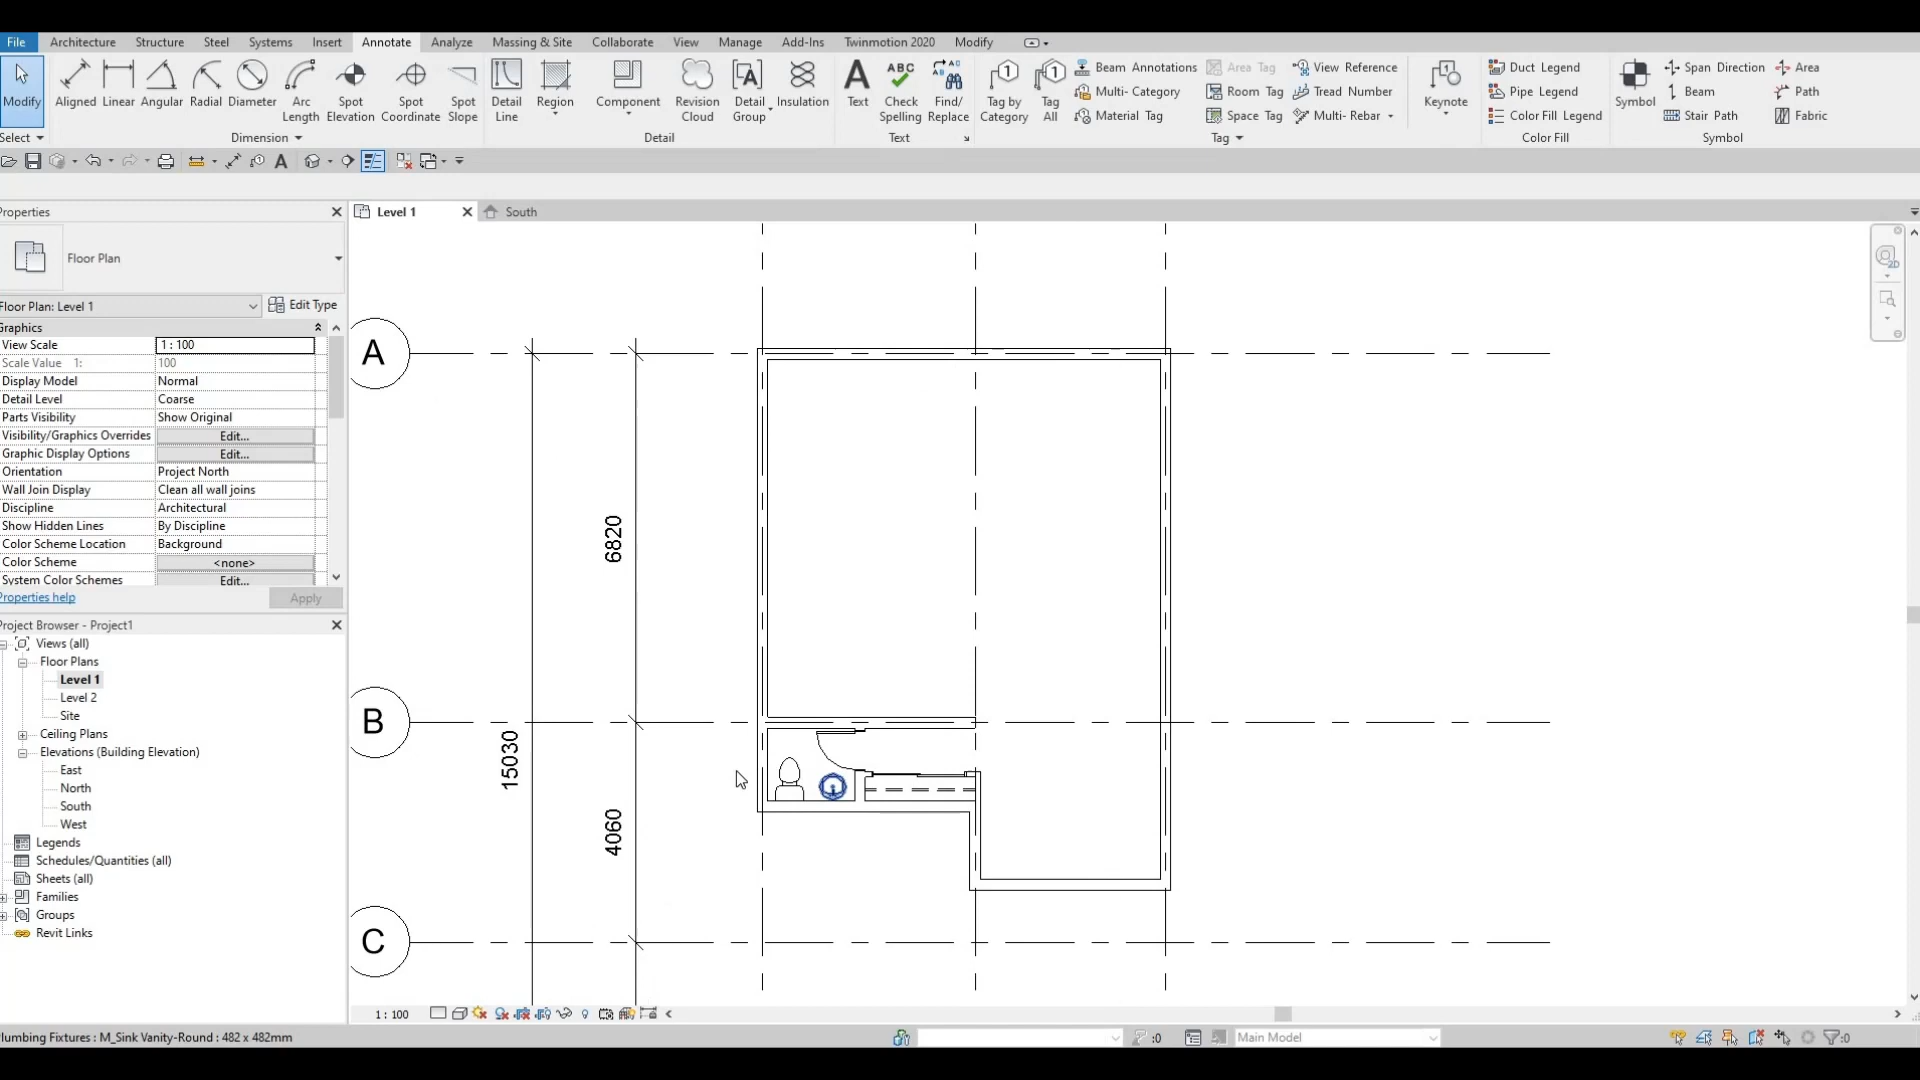 File Architecture Structure Steel Systems Insert Annotate Analyze Massing & Site Collaborate View Manage Add-Ins Twinmotion 2020 Modify
Modify Aligned Linear Angular Radial Diameter Arc Length Spot Elevation Spot Coordinate Spot Slope Detail Line Region Component Revision Cloud Detail Group Insulation Text Check Spelling Find/ Replace Tag by Category Tag All
Beam Annotations Area Tag View Reference
Multi- Category Room Tag Tread Number
Material Tag Space Tag Multi-Rebar
Keynote
Duct Legend
Pipe Legend
Color Fill Legend
Symbol
Span Direction Area
Beam Path
Stair Path Fabric
Select Dimension Detail Text Tag Color Fill Symbol
Properties
Level 1 South
Floor Plan
Floor Plan: Level 1 Edit Type
Graphics
View Scale 1 : 100
Scale Value 1: 100
Display Model Normal
Detail Level Coarse
Parts Visibility Show Original
Visibility/Graphics Overrides Edit...
Graphic Display Options Edit...
Orientation Project North
Wall Join Display Clean all wall joins
Discipline Architectural
Show Hidden Lines By Discipline
Color Scheme Location Background
Color Scheme <none>
System Color Schemes Edit...
Properties help Apply
Project Browser - Project1
Views (all)
Floor Plans
Level 1
Level 2
Site
Ceiling Plans
Elevations (Building Elevation)
East
North
South
West
Legends
Schedules/Quantities (all)
Sheets (all)
Families
Groups
Revit Links
A
6820
B
15030
4060
C
2D
1 : 100
Plumbing Fixtures : M_Sink Vanity-Round : 482 x 482mm
:0
Main Model
:0